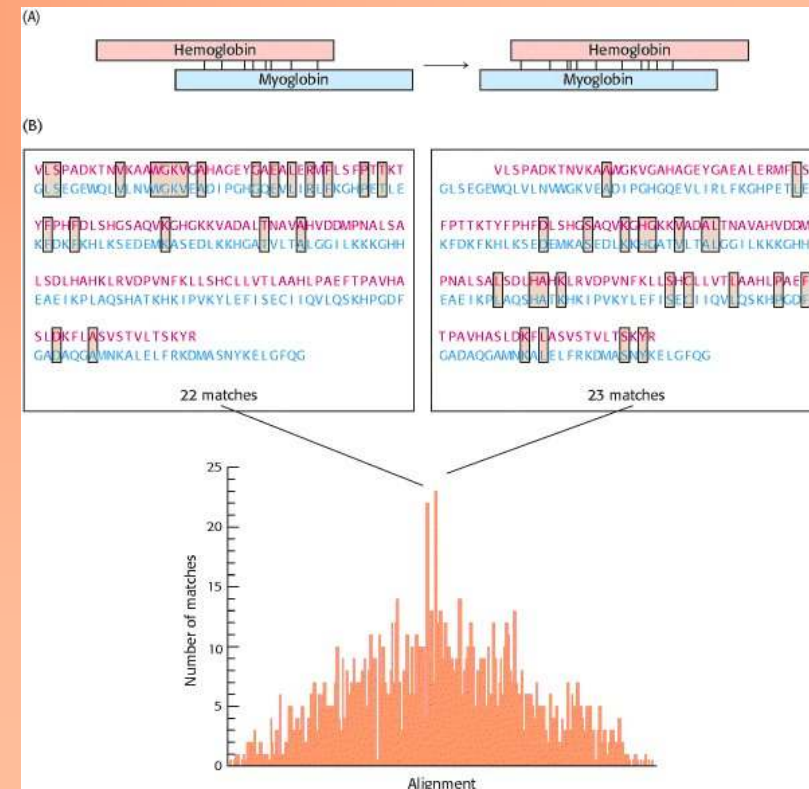 (A)
Hemoglobin
Myoglobin
Hemoglobin
Myoglobin
(B)
VLSPADKTNVKAAWGKVGAHAGEYGAEALERMFLSFPTTKT
GLSEGEWQLVLNVWGKVEADIPGHGQEVLIRLFKGHPETLE
YFPHFDLSHGSAQVKGHGKKVADALTNAVAHVDDMPNALSA
KFDKFKHLKSEDEMKASEDLKKHGATVLTALGGILKKKGHH
LSDLHAHKLRVDPVNFKLLSHCLLVTLAAHLPAEFTPAVHA
EAEIKPLAQSHATKHKIPVKYLEFISECIIQVLQSKHPGDF
SLDKFLASVSTVLTSKYR
GADAQGAMNKALELFRKDMASNYKELGFQG
22 matches
VLSPADKTNVKAAWGKVGAHAGEYGAEALERMFLS
GLSEGEWQLVLNVWGKVEADIPGHGQEVLIRLFKGHPETLE
FPTTKTYFPHFDLSHGSAQVKGHGKKVADALTNAVAHVDDM
KFDKFKHLKSEDEMKASEDLKKHGATVLTALGGILKKKGHH
PNALSALSDLHAHKLRVDPVNFKLLSHCLLVTLAAHLPAEF
EAEIKPLAQSHATKHKIPVKYLEFISECIIQVLQSKHPGDF
TPAVHASLDKFLASVSTVLTSKYR
GADAQGAMNKALELFRKDMASNYKELGFQG
23 matches
25
20
15
10
5
0
Number of matches
Alignment